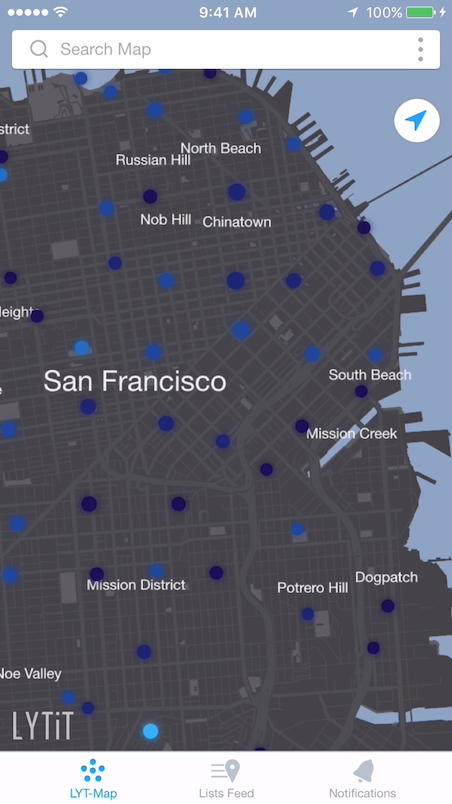 9:41 AM
100%
Search Map
strict
North Beach
Russian Hill
Nob Hill
Chinatown
Height
San Francisco
South Beach
Mission Creek
Mission District
Potrero Hill
Dogpatch
Noe Valley
LYTiT
LYT-Map
Lists Feed
Notifications